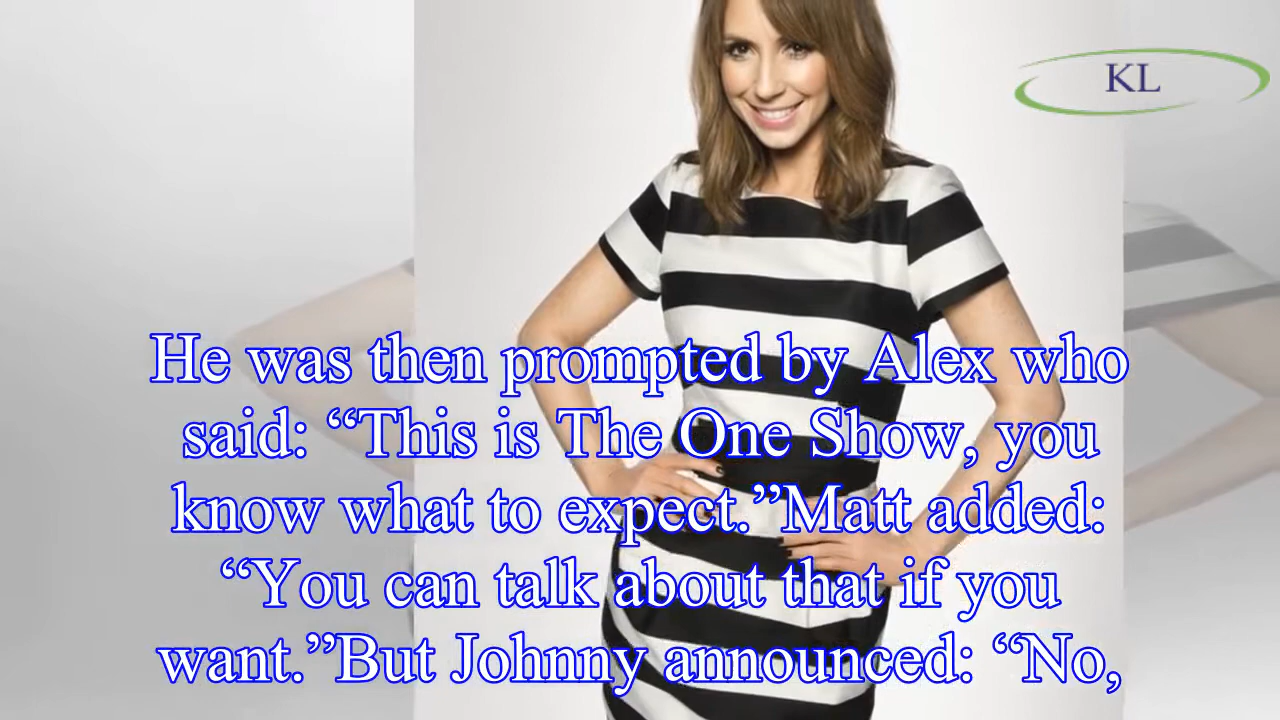 KL
He was then prompted by Alex who
said: “This is The One Show, you
know what to expect.”Matt added:
“You can talk about that if you
want.”But Johnny announced: “No,